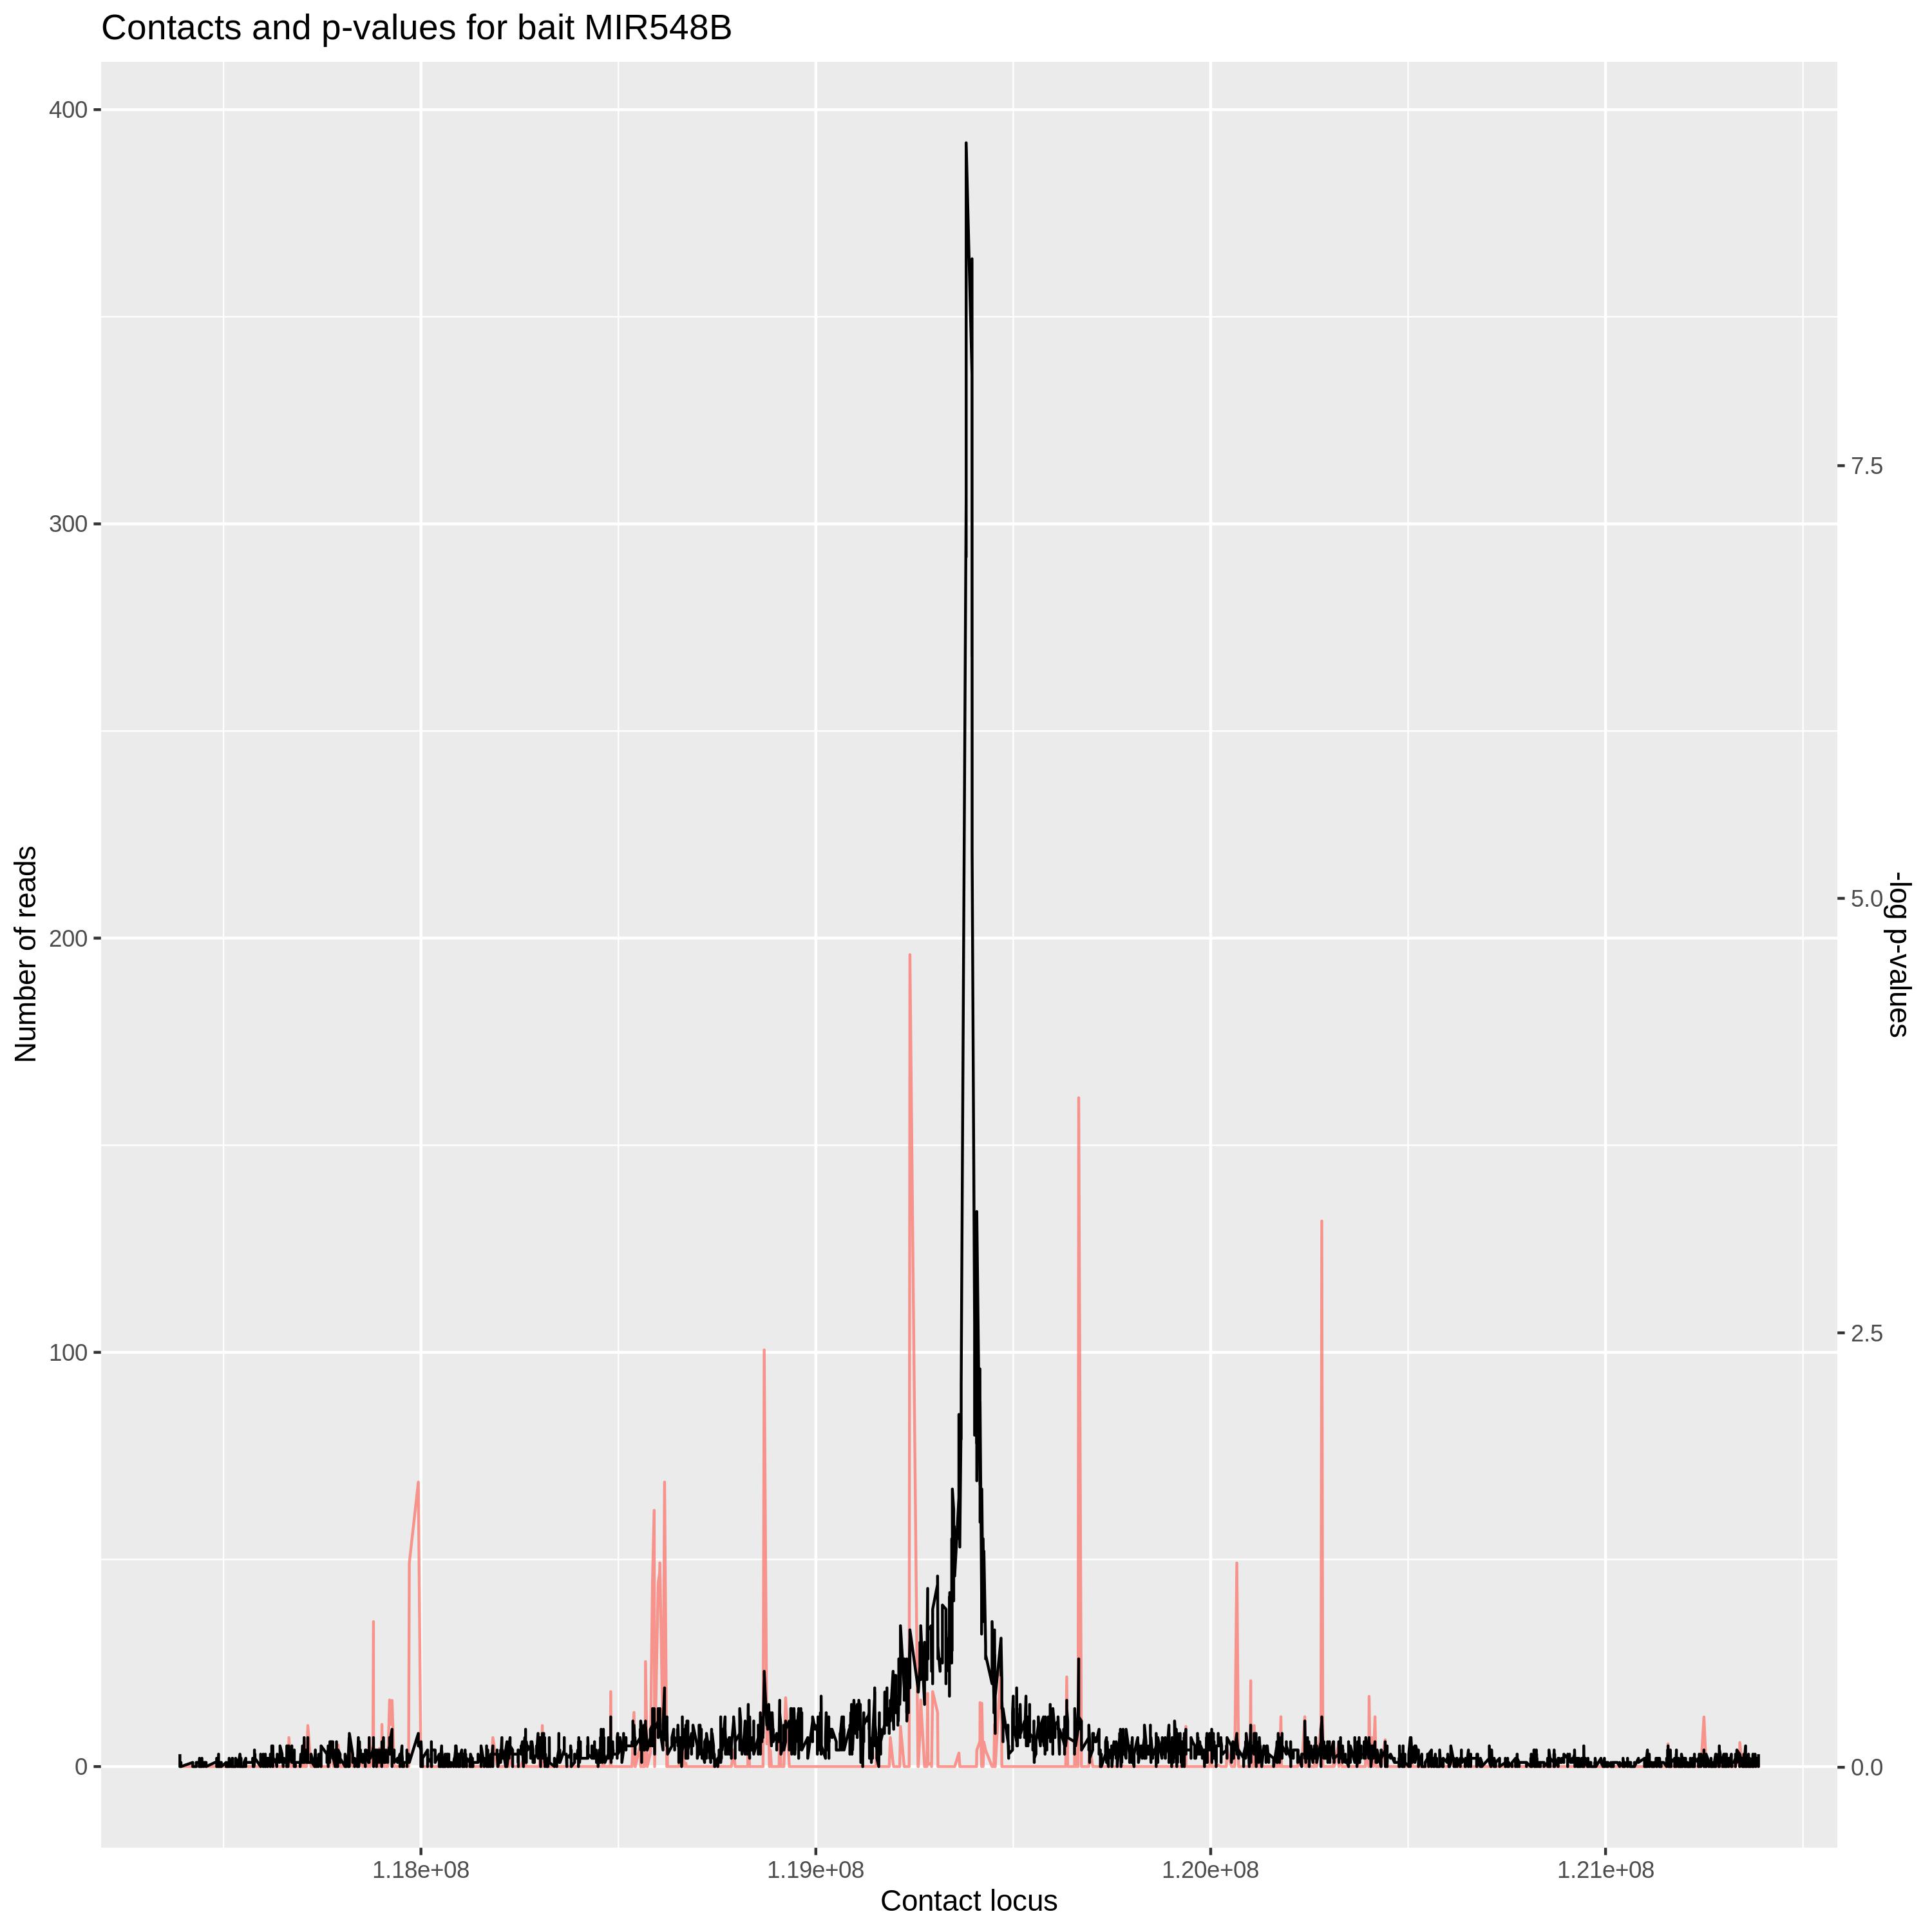 Contacts and p-values for bait MIR548B
400
300
200
100
0
Number of reads
7.5
5.0
2.5
0.0
-log p-values
1.18e+08
1.19e+08
1.20e+08
1.21e+08
Contact locus